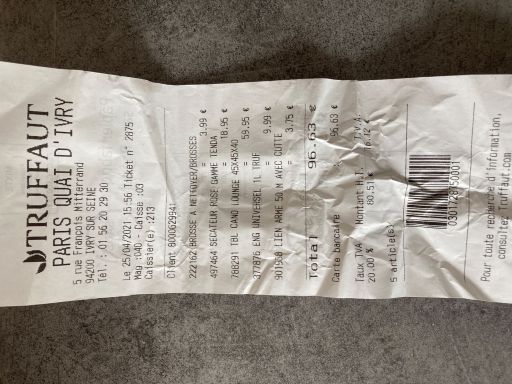 TRUFFAUT
PARIS QUAI D'IVRY
5 rue François Mitterrand
94200 IVRY SUR SEINE
Tél. : 01 56 20 29 30
Le 25/04/2021 15:56 Ticket n° 2875
Mag :040 - Caisse :03
Caissier(e) :213
Client 8000629941
222162 BROSSE A NETTOYER/BROSSES
= 3.99 €
497464 SECATEUR ROSE GAMME TENDA
= 18.95 €
788291 TBL CANO LOUNGE 45X45X40
= 59.95 €
377876 ENG UNIVERSEL 1L TRUF
= 9.99 €
901908 LIEN ARME 50 M AVEC CUTTE
= 3.75 €
Total 96.63 €
Carte bancaire : 96.63 €
Taux TVA Montant H.T. T.V.A.
20.00 % 80.51 € 16.12 €
5 article(s)
0301728750001
Pour toute recherche d'information,
consultez Truffaut.com